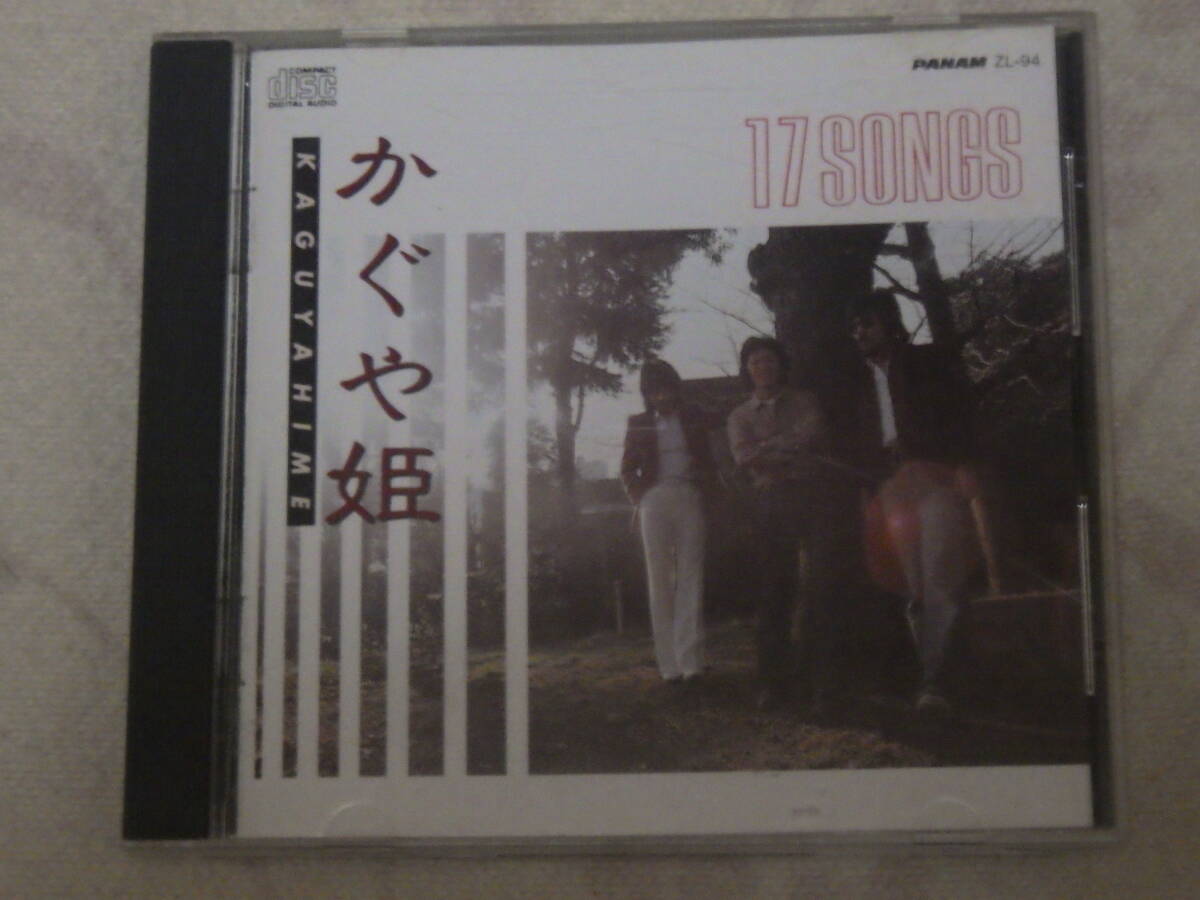 COMPACT
disc
DIGITAL AUDIO
PANAM ZL-94
17 SONGS
かぐや姫
KAGUYAHIME